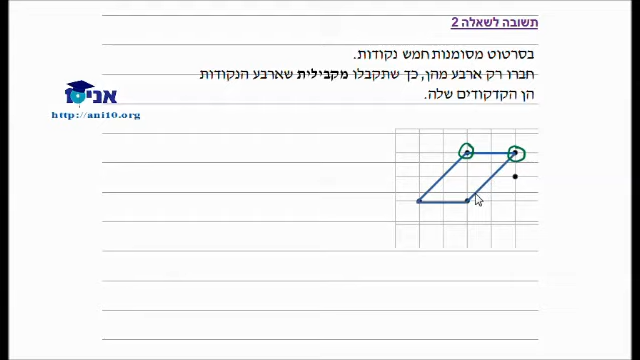 תשובה לשאלה 2
בסרטוט מסומנות חמש נקודות.
חברו רק ארבע מהן, כך שתקבלו מקבילית שארבע הנקודות
הן הקדקודים שלה.
אני10
http://ani10.org